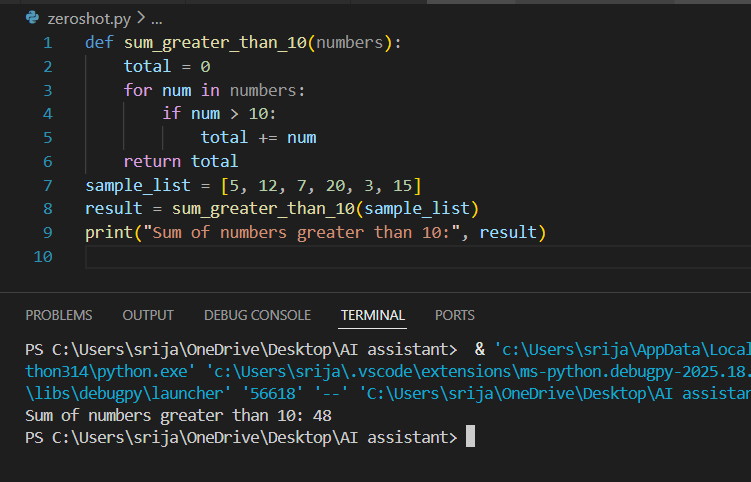 zeroshot.py > ...
1 def sum_greater_than_10(numbers):
2     total = 0
3     for num in numbers:
4         if num > 10:
5             total += num
6     return total
7 sample_list = [5, 12, 7, 20, 3, 15]
8 result = sum_greater_than_10(sample_list)
9 print("Sum of numbers greater than 10:", result)
10
PROBLEMS OUTPUT DEBUG CONSOLE TERMINAL PORTS
PS C:\Users\srija\OneDrive\Desktop\AI assistant>  & 'c:\Users\srija\AppData\Local
thon314\python.exe' 'c:\Users\srija\.vscode\extensions\ms-python.debugpy-2025.18.
\libs\debugpy\launcher' '56618' '--' 'C:\Users\srija\OneDrive\Desktop\AI assistan
Sum of numbers greater than 10: 48
PS C:\Users\srija\OneDrive\Desktop\AI assistant>